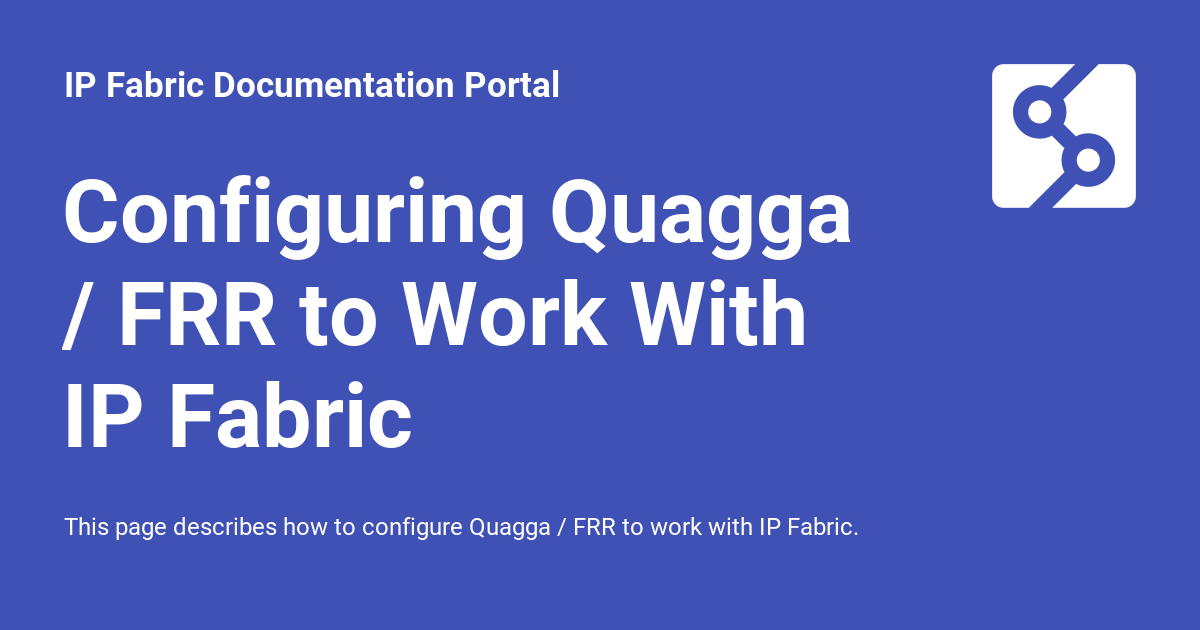 IP Fabric Documentation Portal
Configuring Quagga
/ FRR to Work With
IP Fabric
This page describes how to configure Quagga / FRR to work with IP Fabric.